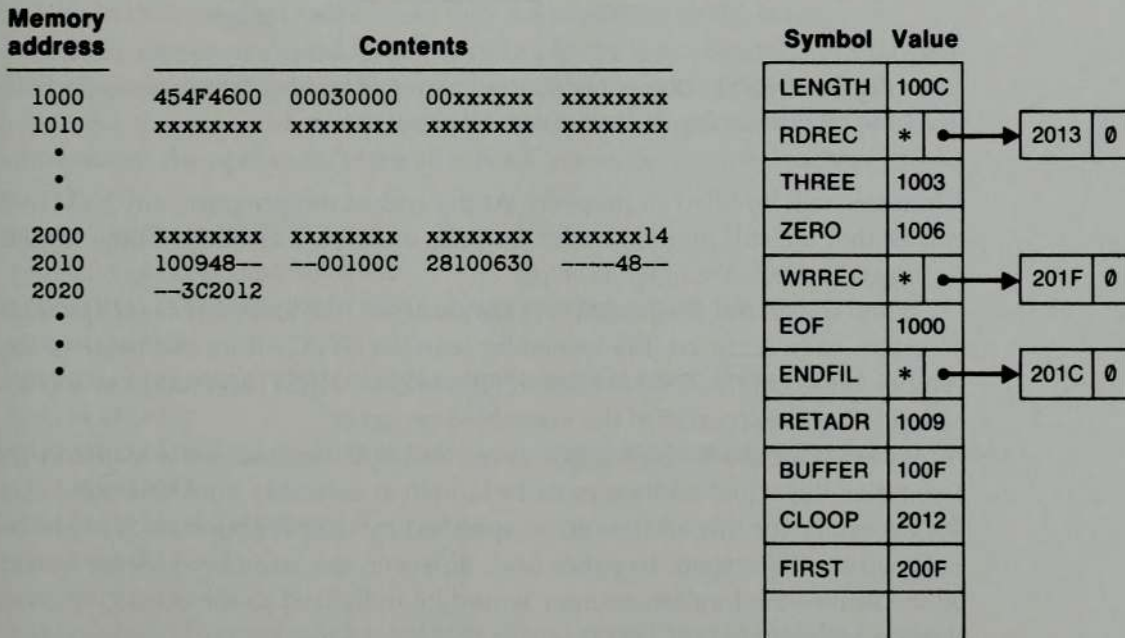 Memory
address Contents
1000 454F4600 00030000 00xxxxxx xxxxxxxx
1010 xxxxxxxx xxxxxxxx xxxxxxxx xxxxxxxx
•
•
•
2000 xxxxxxxx xxxxxxxx xxxxxxxx xxxxxx14
2010 100948-- --00100C 28100630 ----48--
2020 --3C2012
•
•
•
Symbol Value
LENGTH 100C
RDREC * 2013 0
THREE 1003
ZERO 1006
WRREC * 201F 0
EOF 1000
ENDFIL * 201C 0
RETADR 1009
BUFFER 100F
CLOOP 2012
FIRST 200F